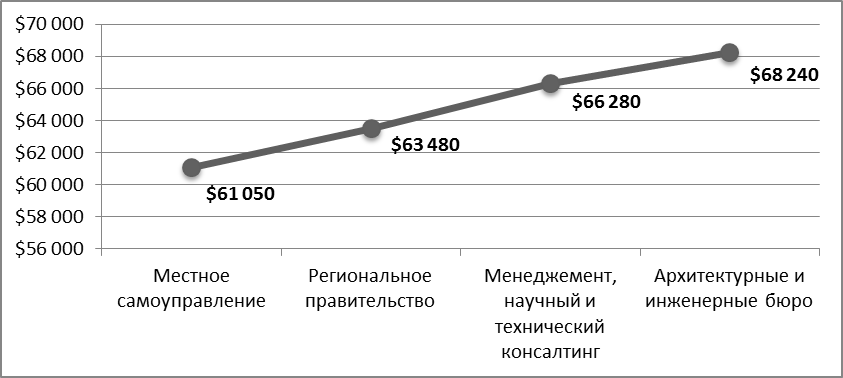 $70 000
$68 000
$66 000
$64 000
$62 000
$60 000
$58 000
$56 000
$61 050
$63 480
$66 280
$68 240
Местное
самоуправление
Региональное
правительство
Менеджемент,
научный и
технический
консалтинг
Архитектурные и
инженерные бюро